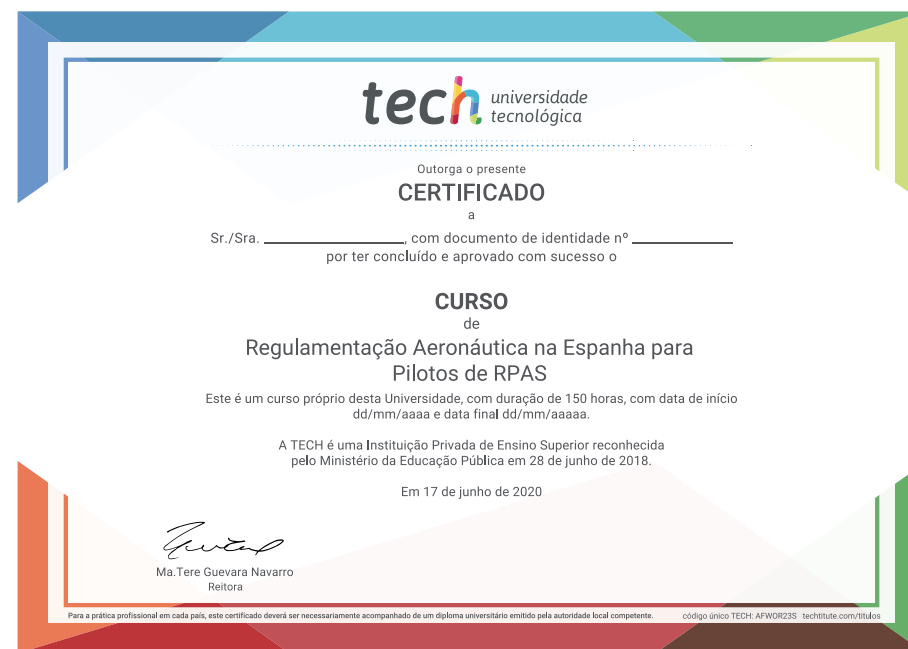 tech universidade
tecnológica
Outorga o presente
CERTIFICADO
a
Sr./Sra. ____________, com documento de identidade nº ____________
por ter concluído e aprovado com sucesso o
CURSO
de
Regulamentação Aeronáutica na Espanha para
Pilotos de RPAS
Este é um curso próprio desta Universidade, com duração de 150 horas, com data de início
dd/mm/aaaa e data final dd/mm/aaaaa.
A TECH é uma Instituição Privada de Ensino Superior reconhecida
pelo Ministério da Educação Pública em 28 de junho de 2018.
Em 17 de junho de 2020
Ma.Tere Guevara Navarro
Reitora
Para a prática profissional em cada país, este certificado deverá ser necessariamente acompanhado de um diploma universitário emitido pela autoridade local competente. código único TECH: AFWOR23S techtitute.com/titulos